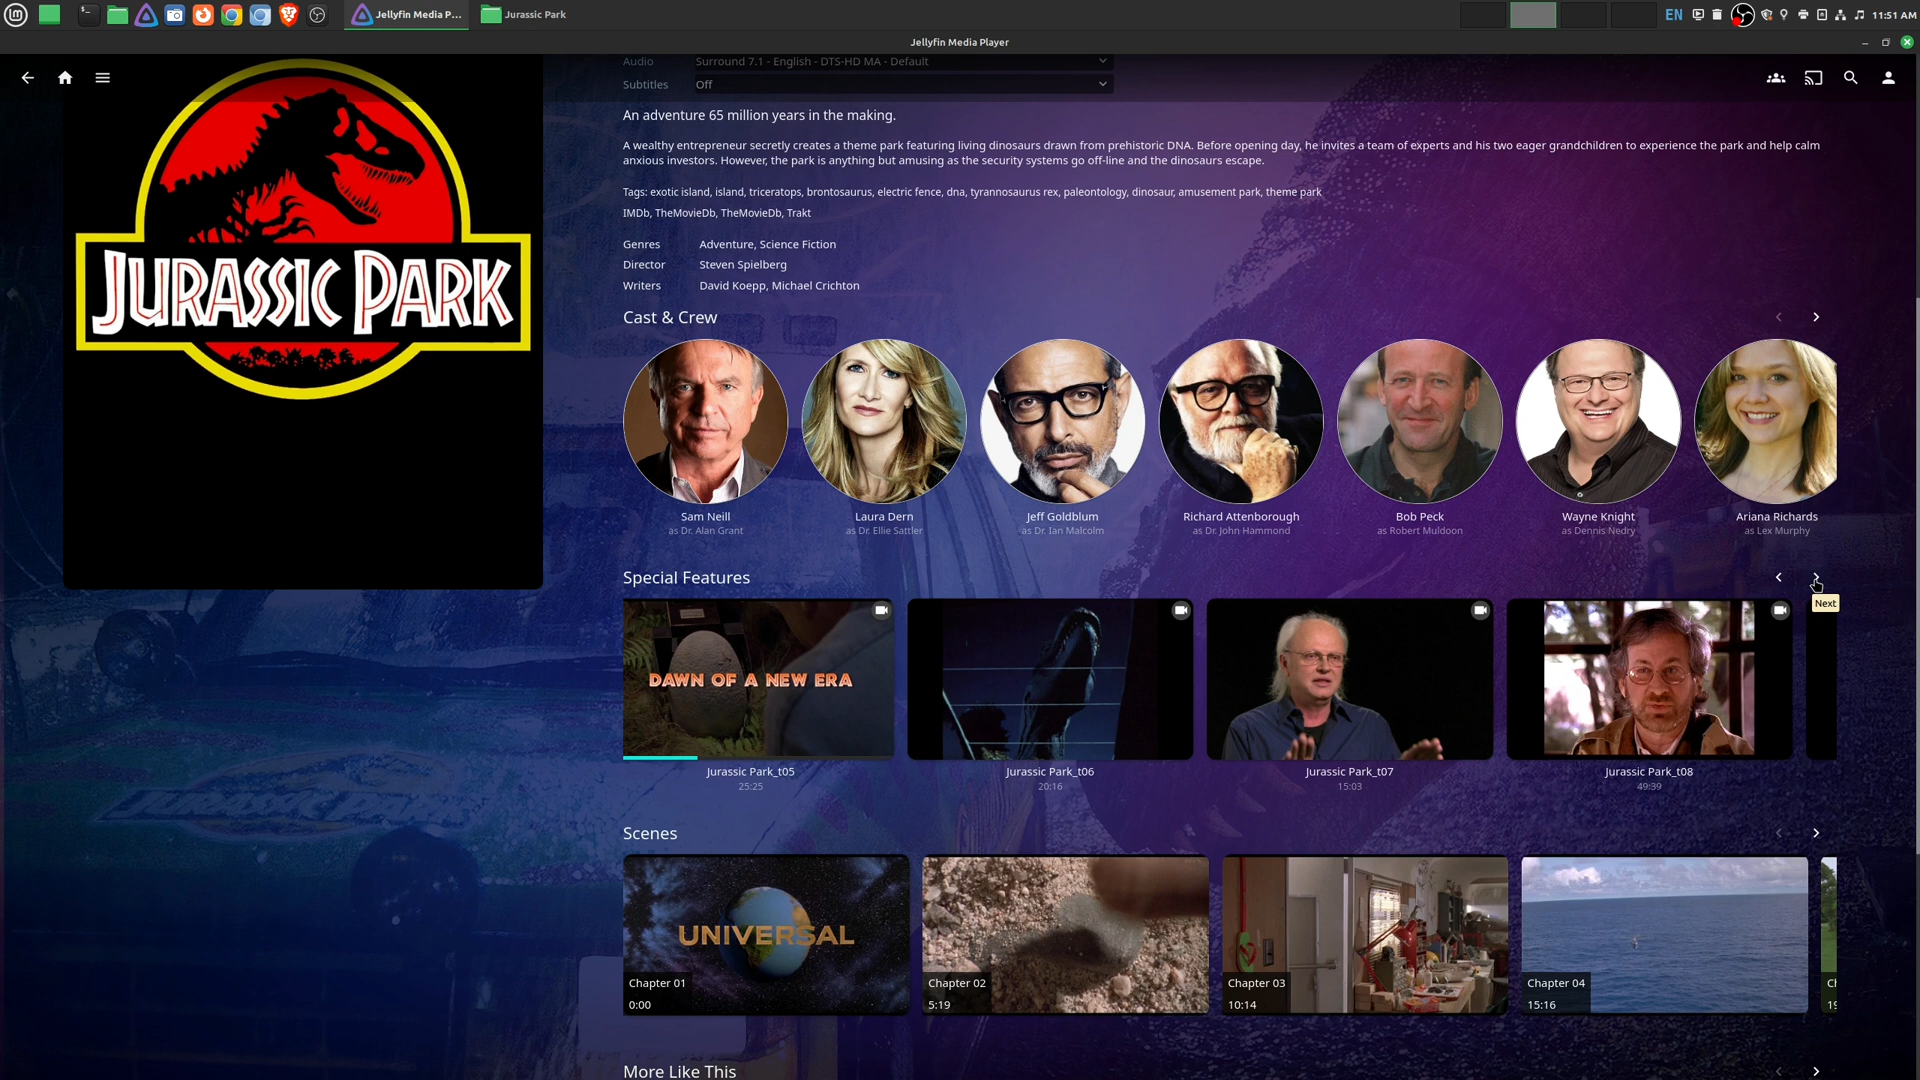 Jellyfin Media P...
Jurassic Park
EN
11:51 AM
Jellyfin Media Player
Audio
Surround 7.1 - English - DTS-HD MA - Default
Subtitles
Off
An adventure 65 million years in the making.
A wealthy entrepreneur secretly creates a theme park featuring living dinosaurs drawn from prehistoric DNA. Before opening day, he invites a team of experts and his two eager grandchildren to experience the park and help calm
anxious investors. However, the park is anything but amusing as the security systems go off-line and the dinosaurs escape.
Tags: exotic island, island, triceratops, brontosaurus, electric fence, dna, tyrannosaurus rex, paleontology, dinosaur, amusement park, theme park
IMDb, TheMovieDb, TheMovieDb, Trakt
Genres
Adventure, Science Fiction
Director
Steven Spielberg
Writers
David Koepp, Michael Crichton
JURASSIC PARK
Cast & Crew
Sam Neill
as Dr. Alan Grant
Laura Dern
as Dr. Ellie Sattler
Jeff Goldblum
as Dr. Ian Malcolm
Richard Attenborough
as Dr. John Hammond
Bob Peck
as Robert Muldoon
Wayne Knight
as Dennis Nedry
Ariana Richards
as Lex Murphy
Special Features
Next
DAWN OF A NEW ERA
Jurassic Park_t05
25:25
Jurassic Park_t06
20:16
Jurassic Park_t07
15:03
Jurassic Park_t08
49:39
Scenes
UNIVERSAL
Chapter 01
0:00
Chapter 02
5:19
Chapter 03
10:14
Chapter 04
15:16
More Like This